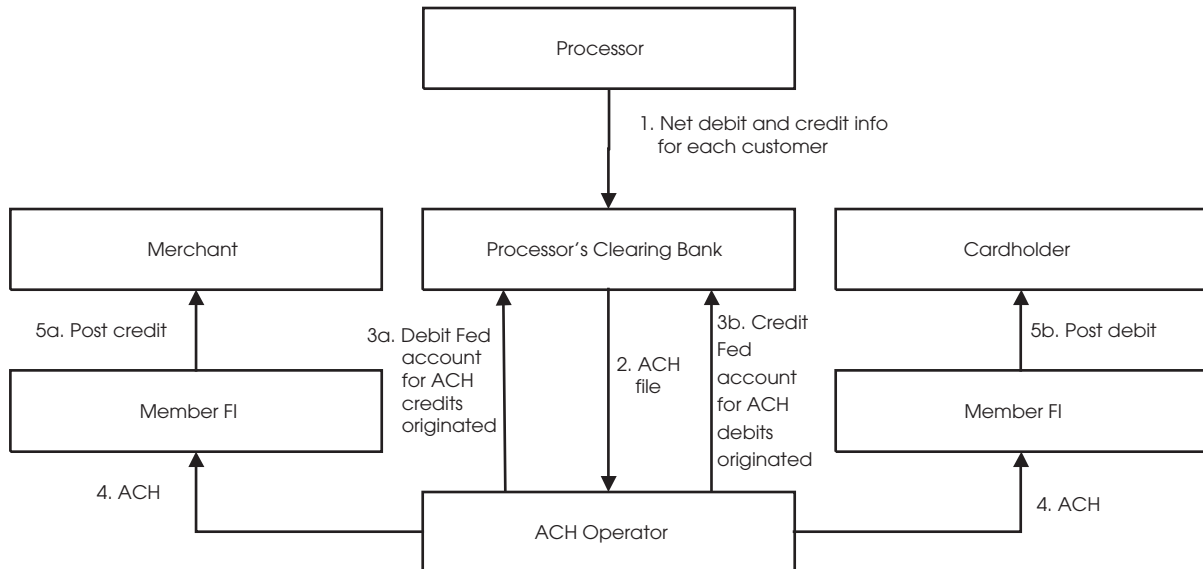 Processor
1. Net debit and credit info
for each customer
Merchant
Processor’s Clearing Bank
Cardholder
5a. Post credit
3a. Debit Fed
account
for ACH
credits
originated
2. ACH
file
3b. Credit
Fed
account
for ACH
debits
originated
5b. Post debit
Member FI
Member FI
4. ACH
4. ACH
ACH Operator